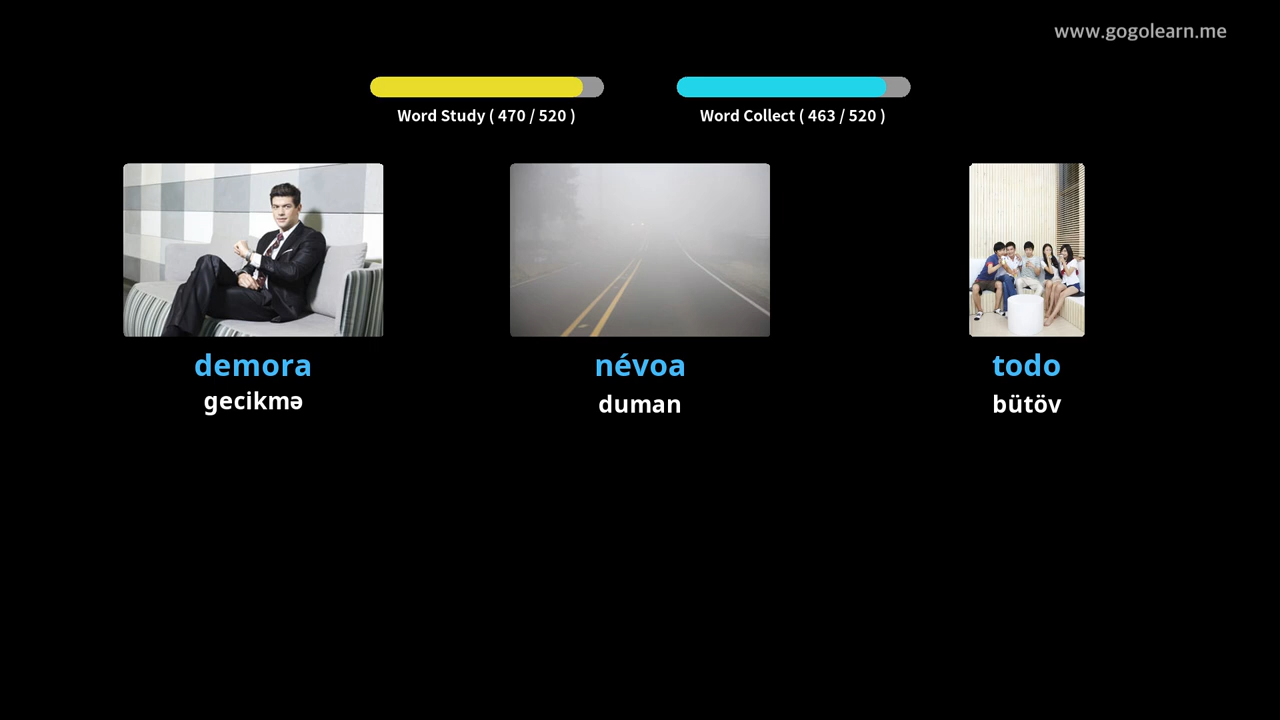 www.gogolearn.me
Word Study ( 470 / 520 )
Word Collect ( 463 / 520 )
demora
gecikmə
névoa
duman
todo
bütöv